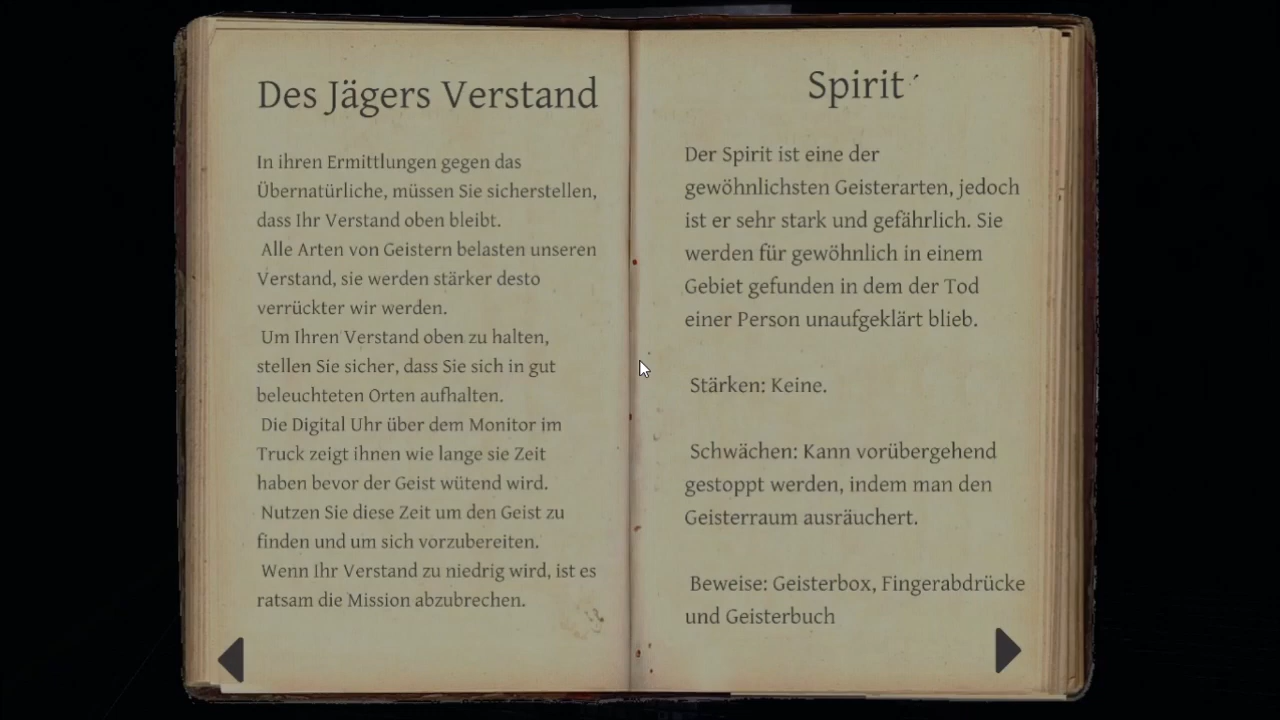 Des Jägers Verstand
In ihren Ermittlungen gegen das
Übernatürliche, müssen Sie sicherstellen,
dass Ihr Verstand oben bleibt.
Alle Arten von Geistern belasten unseren
Verstand, sie werden stärker desto
verrückter wir werden.
Um Ihren Verstand oben zu halten,
stellen Sie sicher, dass Sie sich in gut
beleuchteten Orten aufhalten.
Die Digital Uhr über dem Monitor im
Truck zeigt ihnen wie lange sie Zeit
haben bevor der Geist wütend wird.
Nutzen Sie diese Zeit um den Geist zu
finden und um sich vorzubereiten.
Wenn Ihr Verstand zu niedrig wird, ist es
ratsam die Mission abzubrechen.
Spirit
Der Spirit ist eine der
gewöhnlichsten Geisterarten, jedoch
ist er sehr stark und gefährlich. Sie
werden für gewöhnlich in einem
Gebiet gefunden in dem der Tod
einer Person unaufgeklärt blieb.
Stärken: Keine.
Schwächen: Kann vorübergehend
gestoppt werden, indem man den
Geisterraum ausräuchert.
Beweise: Geisterbox, Fingerabdrücke
und Geisterbuch